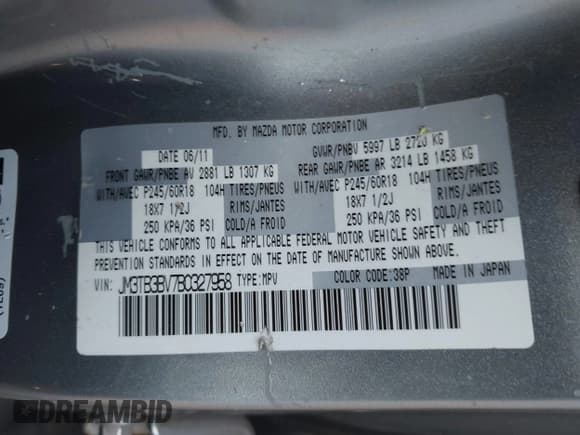 MFD. BY MAZDA MOTOR CORPORATION
DATE 06/11 GVWR/PNBV 5997 LB 2720 KG
FRONT GAWR/PNBE AV 2881 LB 1307 KG REAR GAWR/PNBE AR 3214 LB 1458 KG
WITH/AVEC P245/60R18 104H TIRES/PNEUS WITH/AVEC P245/60R18 104H TIRES/PNEUS
18X7 1/2J RIMS/JANTES 18X7 1/2J RIMS/JANTES
250 KPA/36 PSI COLD/A FROID 250 KPA/36 PSI COLD/A FROID
THIS VEHICLE CONFORMS TO ALL APPLICABLE FEDERAL MOTOR VEHICLE SAFETY AND THEFT
PREVENTION STANDARDS IN EFFECT ON THE DATE OF MANUFACTURE SHOWN ABOVE.
VIN: JM3TB3BV7BC327958 TYPE:MPV COLOR CODE:38P MADE IN JAPAN
DREAMBID